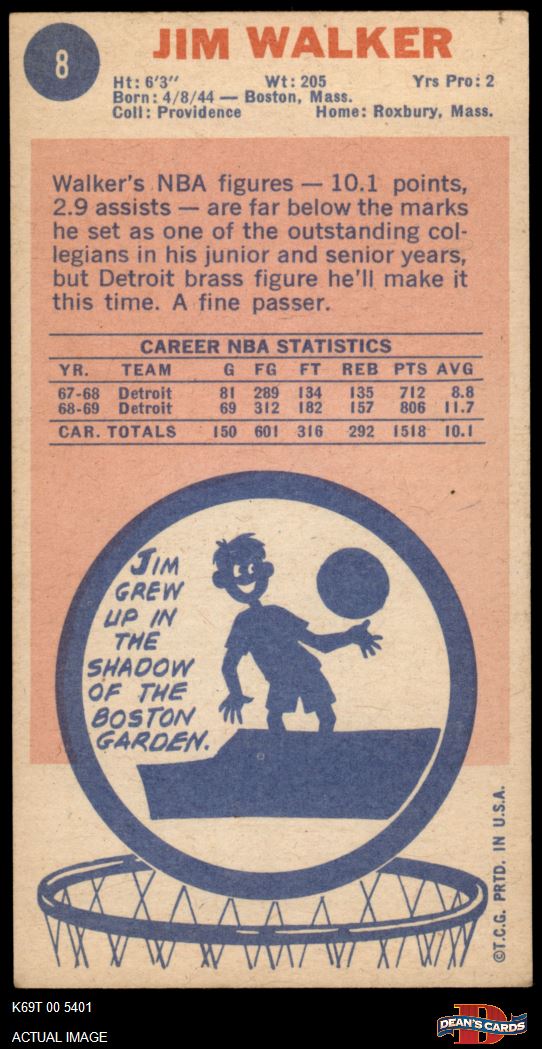 8
JIM WALKER
Ht: 6'3" Wt: 205 Yrs Pro: 2
Born: 4/8/44 — Boston, Mass.
Coll: Providence Home: Roxbury, Mass.
Walker's NBA figures — 10.1 points,
2.9 assists — are far below the marks
he set as one of the outstanding col-
legians in his junior and senior years,
but Detroit brass figure he'll make it
this time. A fine passer.
CAREER NBA STATISTICS
YR. TEAM G FG FT REB PTS AVG
67-68 Detroit 81 289 134 135 712 8.8
68-69 Detroit 69 312 182 157 806 11.7
CAR. TOTALS 150 601 316 292 1518 10.1
JIM
GREW
UP IN
THE
SHADOW
OF THE
BOSTON
GARDEN.
©T.C.G. PRTD. IN U.S.A.
K69T 00 5401
ACTUAL IMAGE
D
DEAN'S CARDS